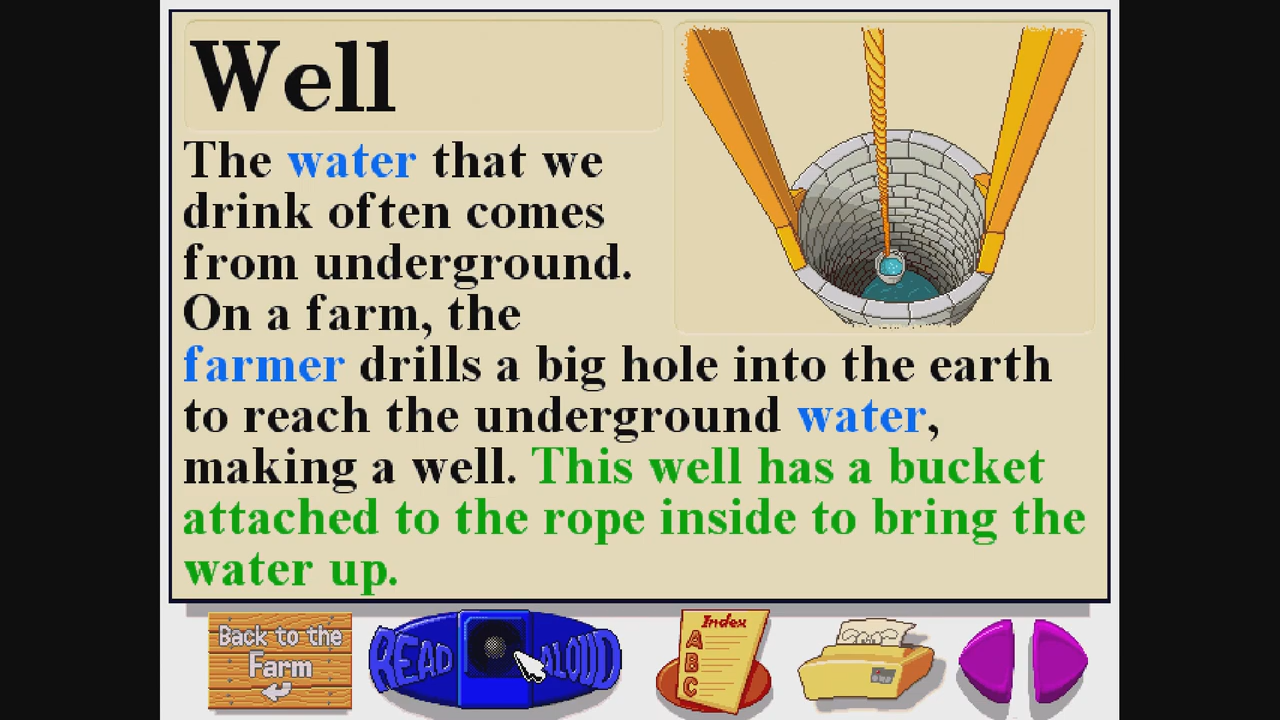 Well
The water that we
drink often comes
from underground.
On a farm, the
farmer drills a big hole into the earth
to reach the underground water,
making a well. This well has a bucket
attached to the rope inside to bring the
water up.
Back to the
Farm
READ ALOUD
Index
A
B
C